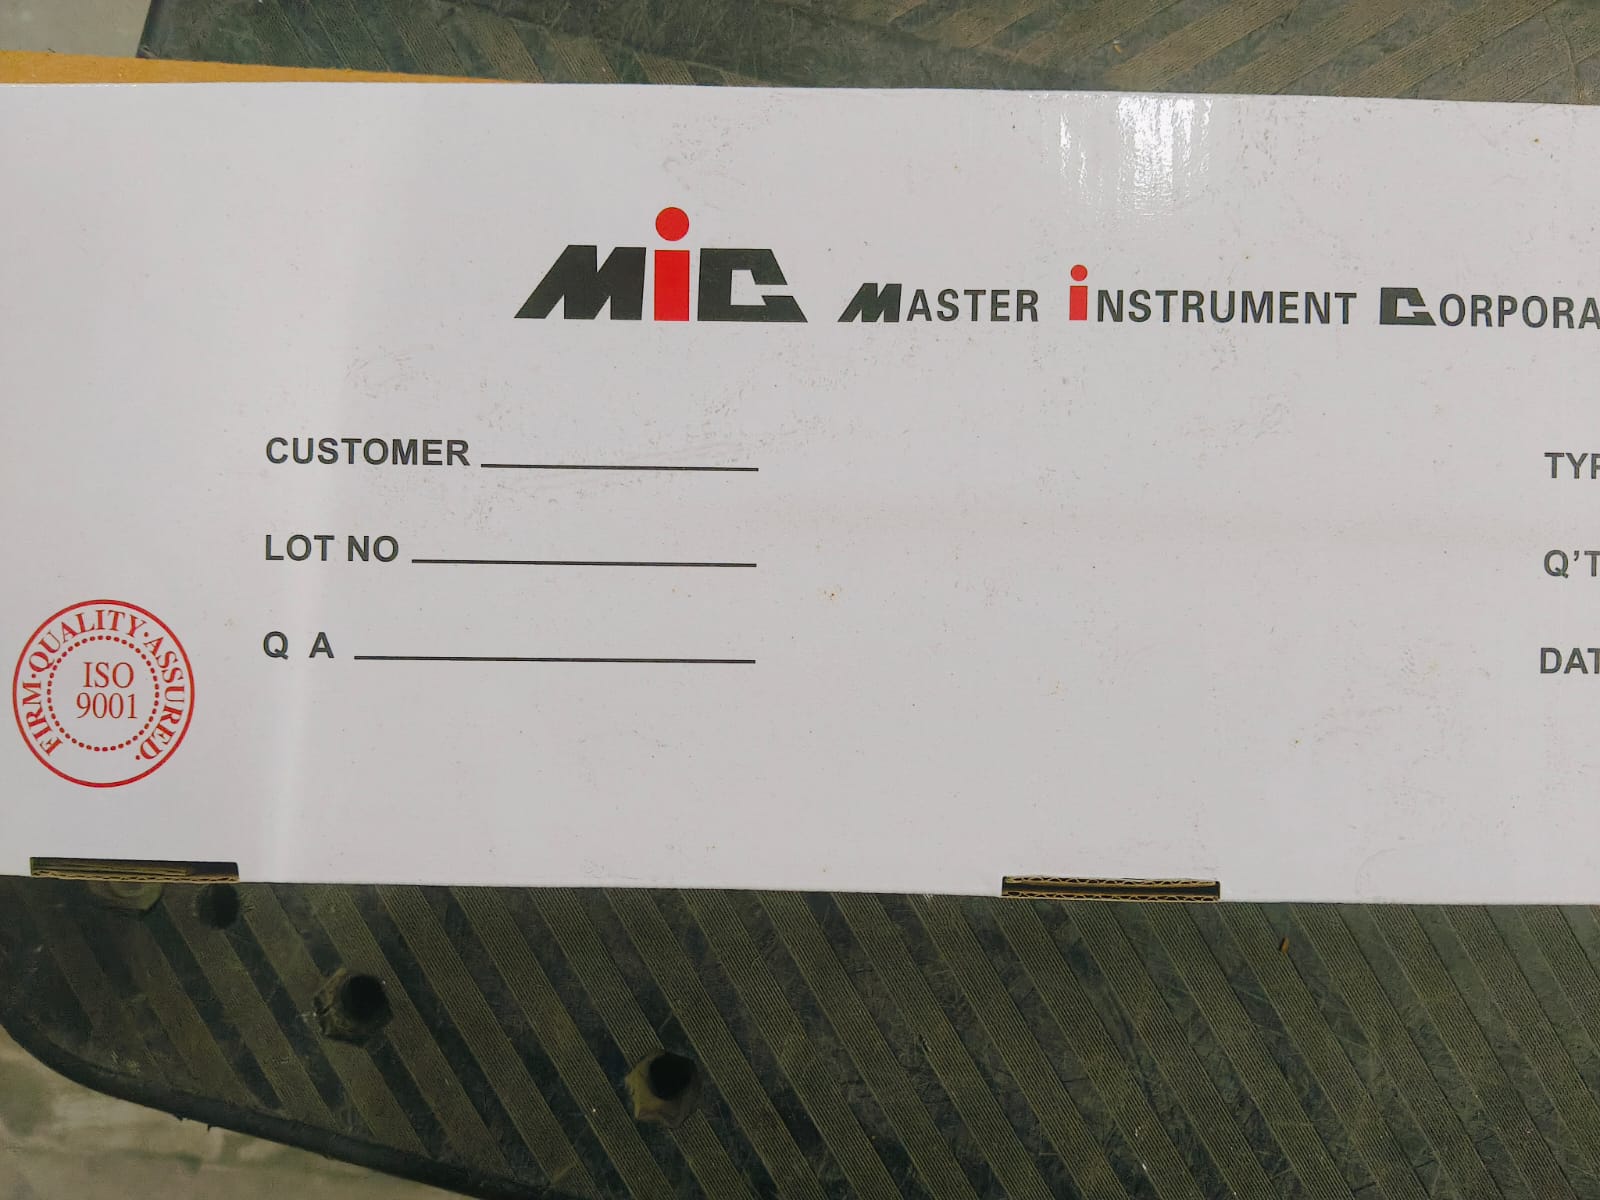 MiC MASTER iNSTRUMENT CORPORA
CUSTOMER
TYP
LOT NO
Q'T
Q A
DAT
FIRM·QUALITY·ASSURED·
ISO
9001